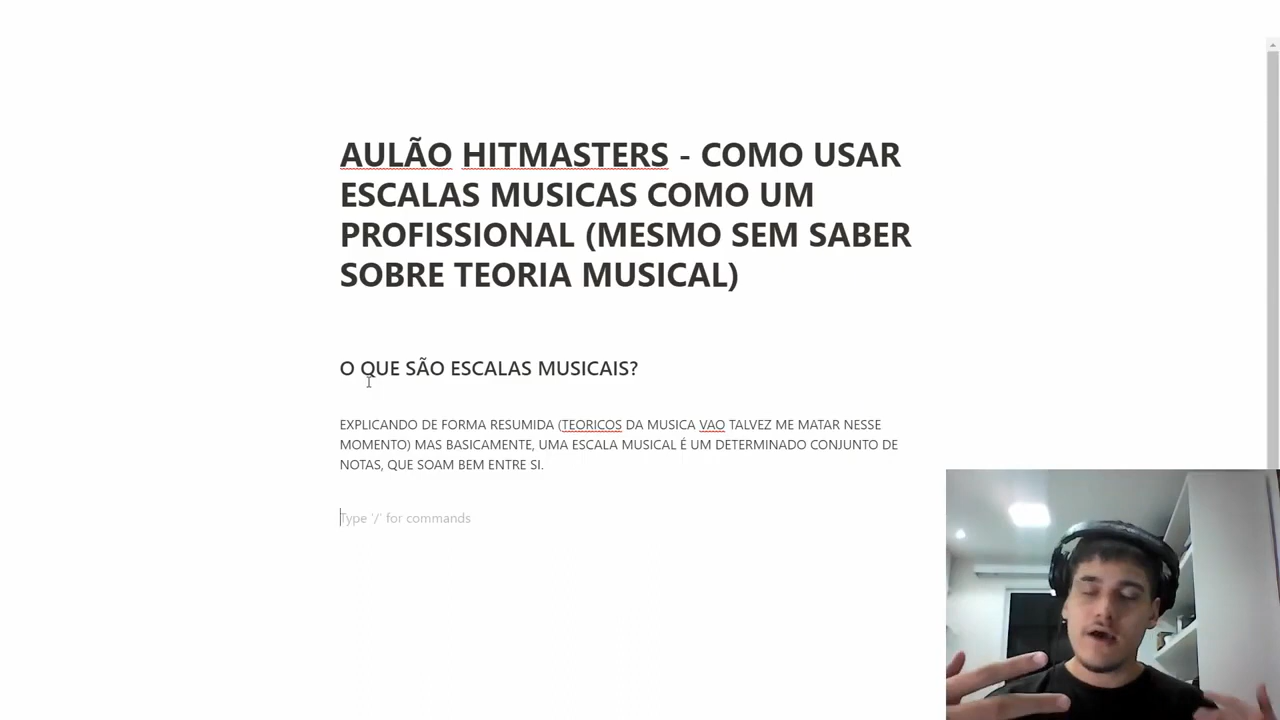 AULÃO HITMASTERS - COMO USAR
ESCALAS MUSICAS COMO UM
PROFISSIONAL (MESMO SEM SABER
SOBRE TEORIA MUSICAL)
O QUE SÃO ESCALAS MUSICAIS?
EXPLICANDO DE FORMA RESUMIDA (TEORICOS DA MUSICA VAO TALVEZ ME MATAR NESSE
MOMENTO) MAS BASICAMENTE, UMA ESCALA MUSICAL É UM DETERMINADO CONJUNTO DE
NOTAS, QUE SOAM BEM ENTRE SI.
Type '/' for commands